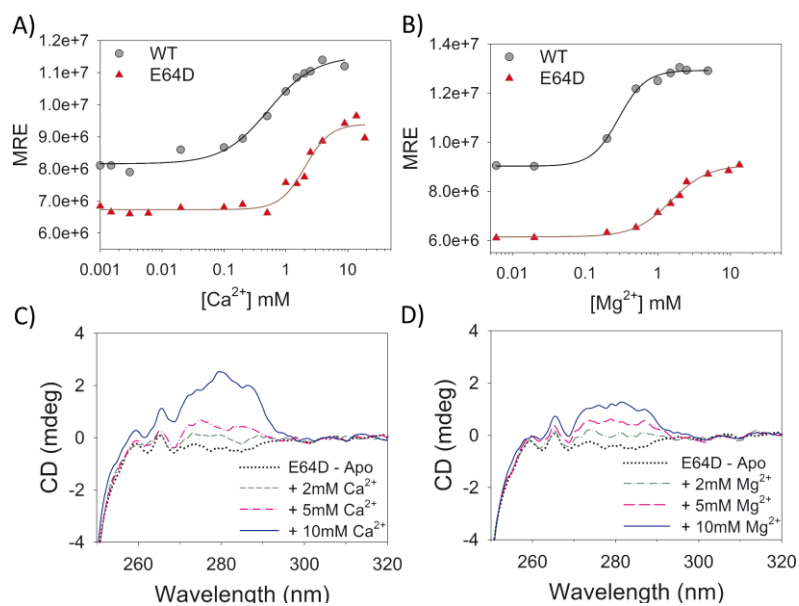 A)
1.2e+7
1.1e+7
1.0e+7
9.0e+6
8.0e+6
7.0e+6
6.0e+6
MRE
WT
E64D
0.001
0.01
0.1
1
10
100
[Ca²⁺] mM
B)
1.4e+7
1.2e+7
1.0e+7
8.0e+6
6.0e+6
MRE
WT
E64D
0.01
0.1
1
10
[Mg²⁺] mM
C)
4
2
0
-2
-4
CD (mdeg)
E64D - Apo
+ 2mM Ca²⁺
+ 5mM Ca²⁺
+ 10mM Ca²⁺
260
280
300
320
Wavelength (nm)
D)
4
2
0
-2
-4
CD (mdeg)
E64D - Apo
+ 2mM Mg²⁺
+ 5mM Mg²⁺
+ 10mM Mg²⁺
260
280
300
320
Wavelength (nm)